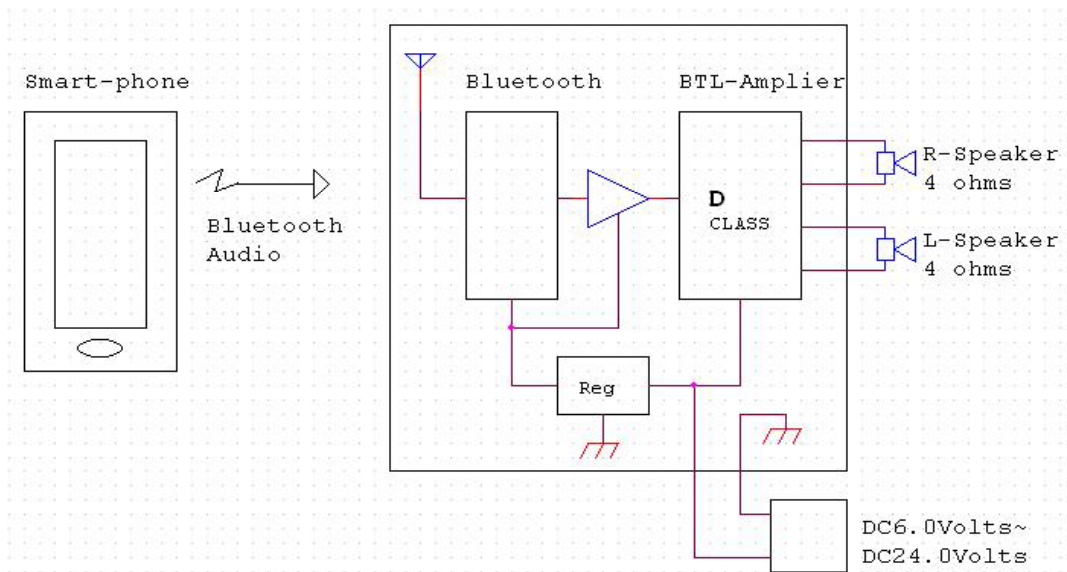 Smart-phone
Bluetooth
Audio
Bluetooth
BTL-Amplier
D
CLASS
Reg
R-Speaker
4 ohms
L-Speaker
4 ohms
DC6.0Volts~
DC24.0Volts